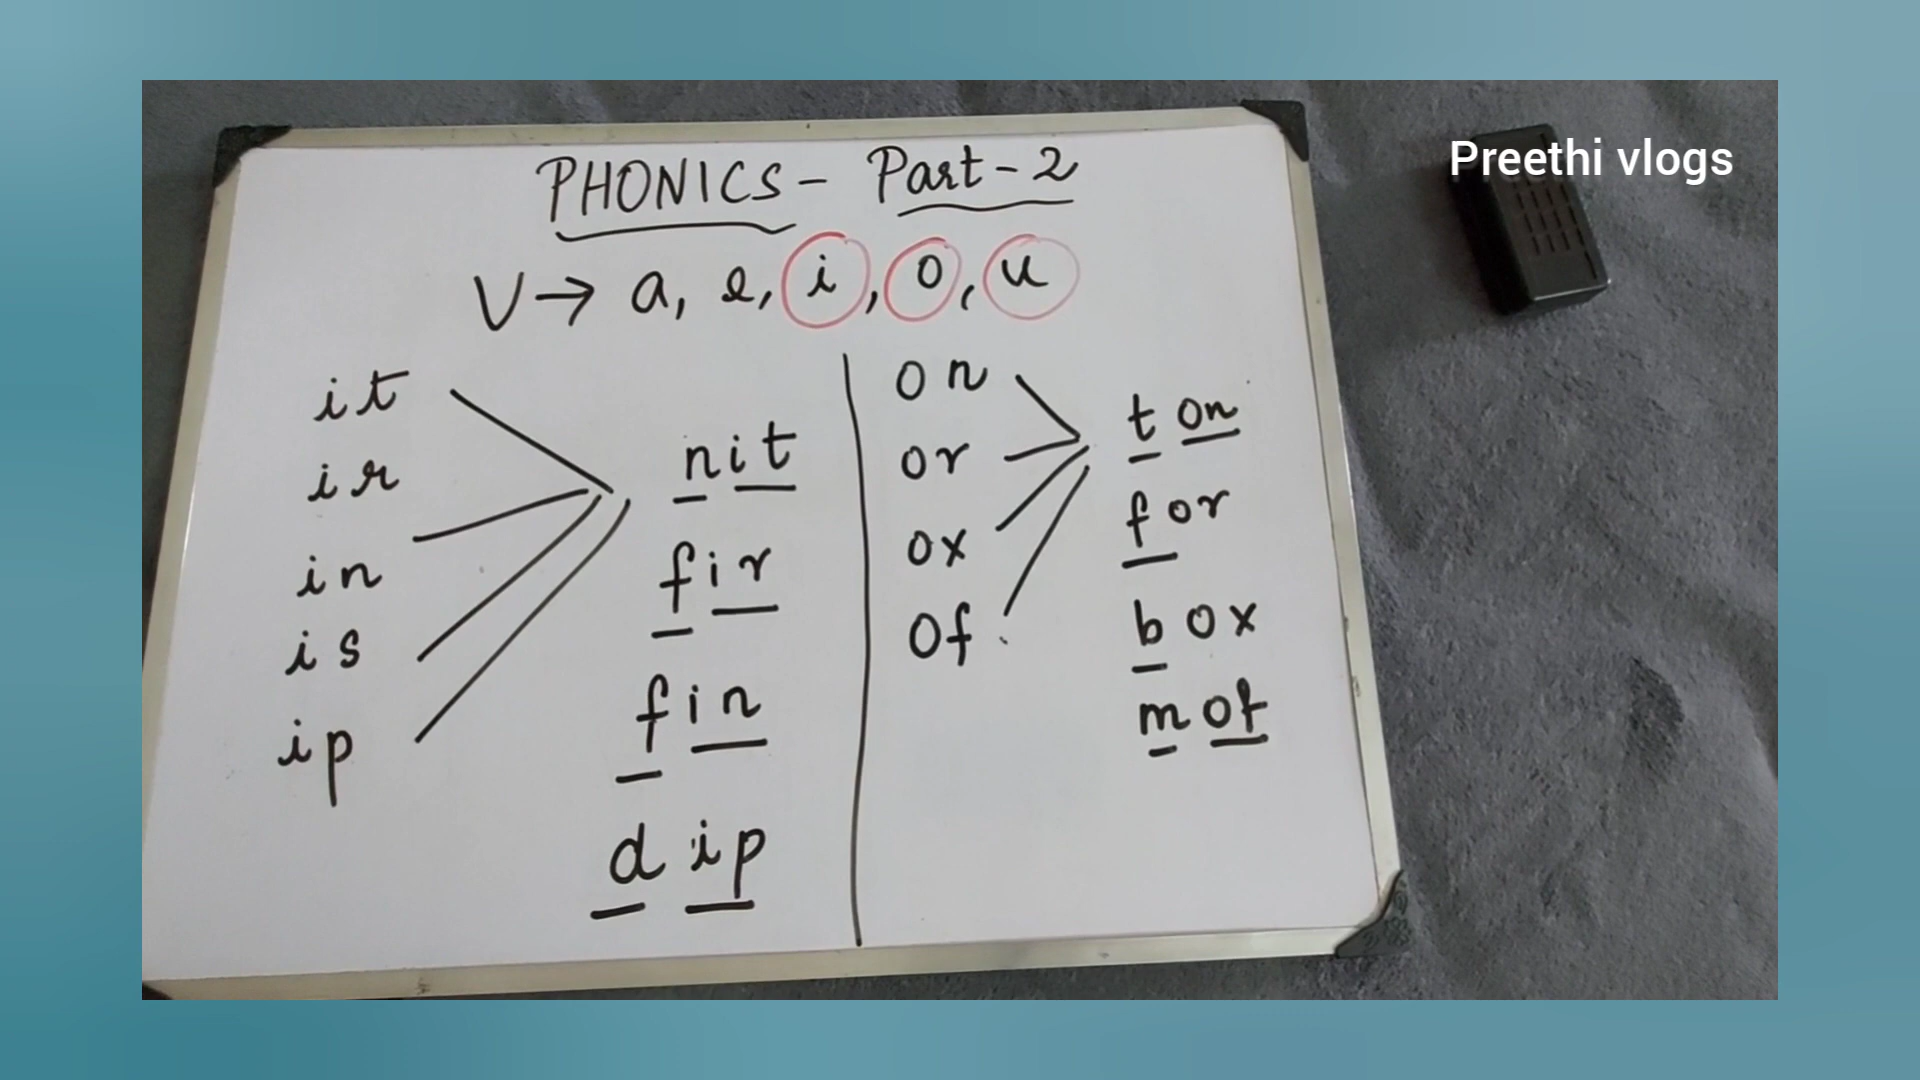 Preethi vlogs
PHONICS - Part - 2
V → a, e, i, o, u
it
ir
in
is
ip
nit
fir
fin
dip
on
or
ox
of
ton
for
box
mof